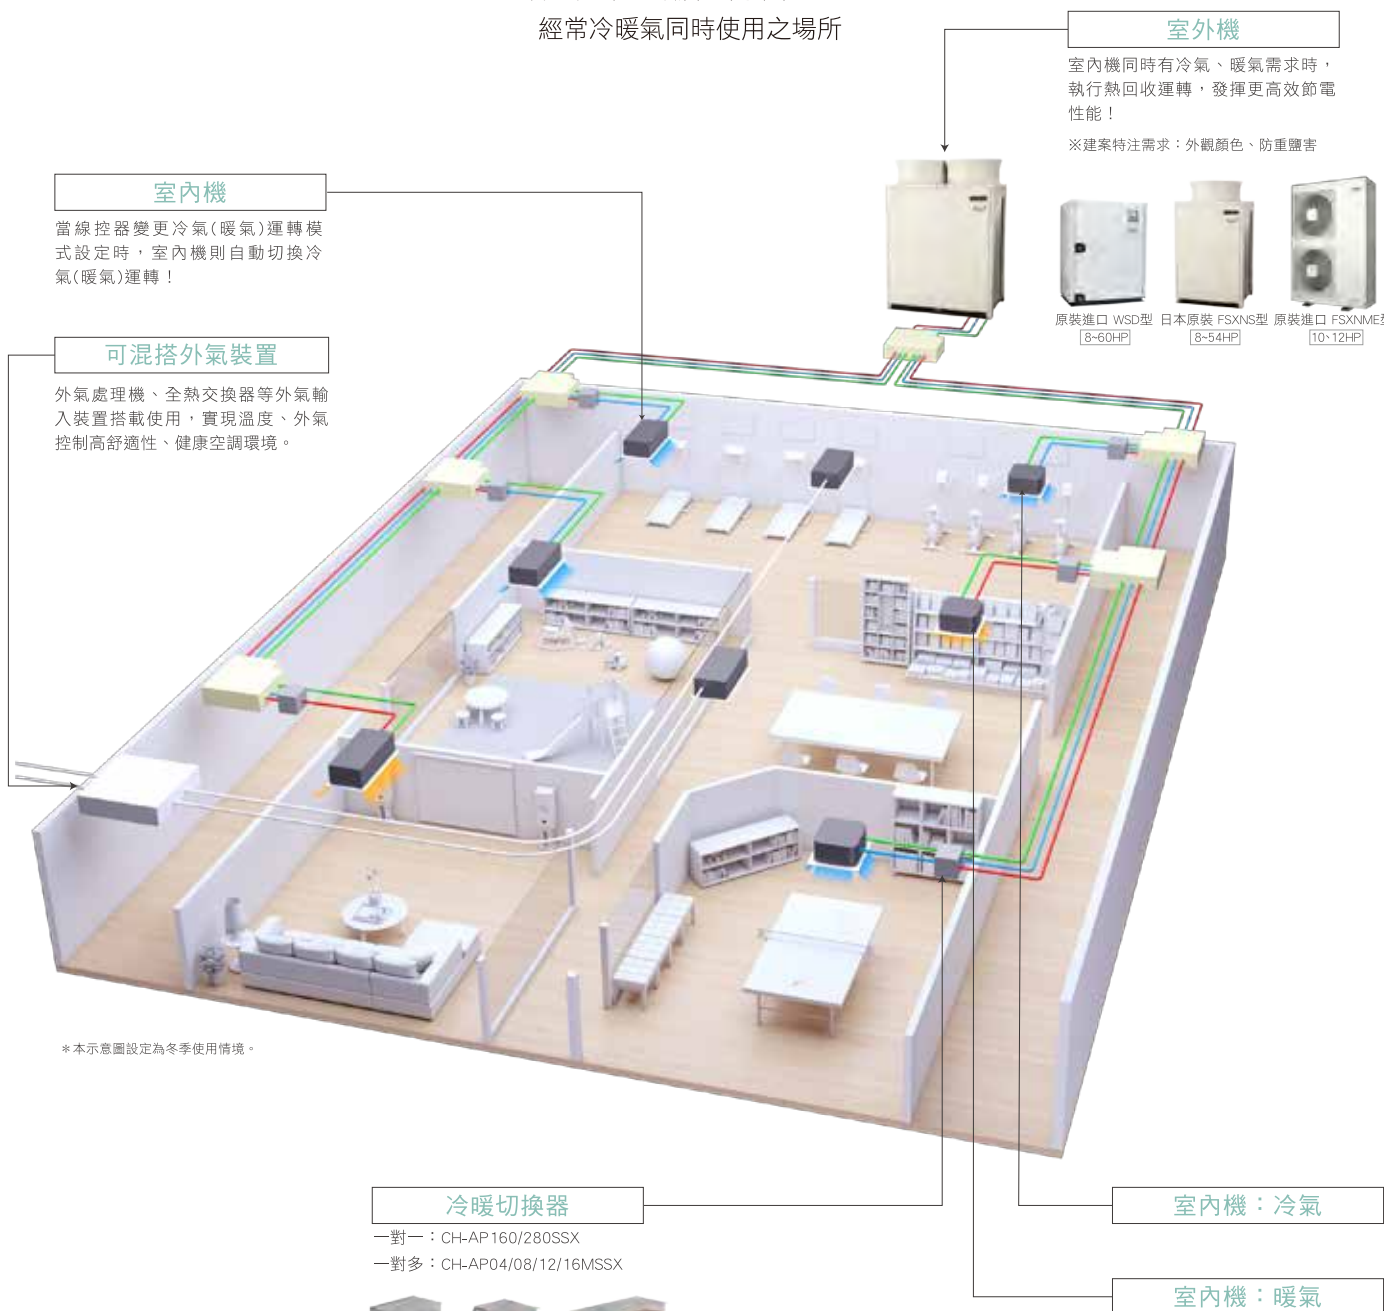 經常冷暖氣同時使用之場所
室外機
室內機同時有冷氣、暖氣需求時，
執行熱回收運轉，發揮更高效節電
性能！
※建案特注需求：外觀顏色、防重鹽害
原裝進口 WSD型
8~60HP
日本原裝 FSXNS型
8~54HP
原裝進口 FSXNME型
10、12HP
室內機
當線控器變更冷氣(暖氣)運轉模
式設定時，室內機則自動切換冷
氣(暖氣)運轉！
可混搭外氣裝置
外氣處理機、全熱交換器等外氣輸
入裝置搭載使用，實現溫度、外氣
控制高舒適性、健康空調環境。
＊本示意圖設定為冬季使用情境。
冷暖切換器
一對一：CH-AP160/280SSX
一對多：CH-AP04/08/12/16MSSX
室內機：冷氣
室內機：暖氣